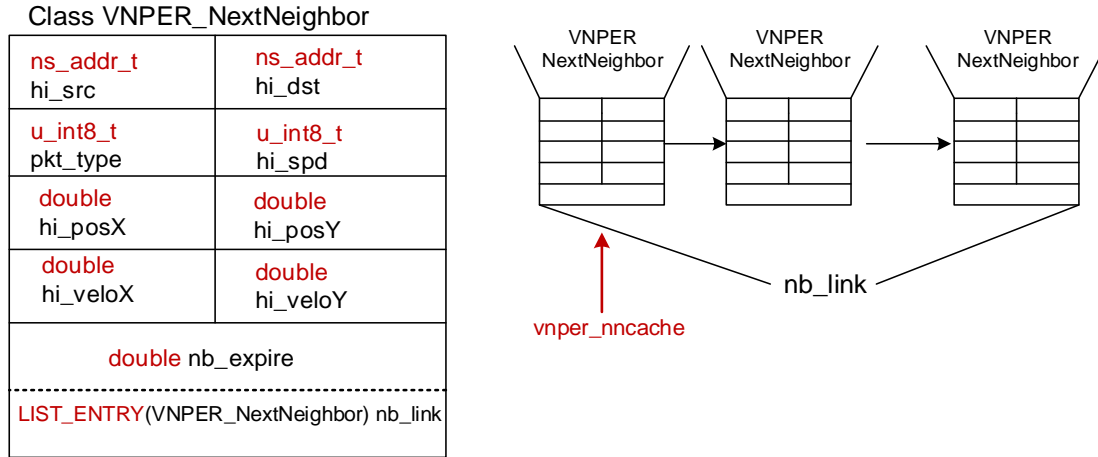 Class VNPER_NextNeighbor
ns_addr_t
hi_src
ns_addr_t
hi_dst
u_int8_t
pkt_type
u_int8_t
hi_spd
double
hi_posX
double
hi_posY
double
hi_veloX
double
hi_veloY
double nb_expire
LIST_ENTRY(VNPER_NextNeighbor) nb_link
VNPER
NextNeighbor
VNPER
NextNeighbor
VNPER
NextNeighbor
nb_link
vnper_nncache